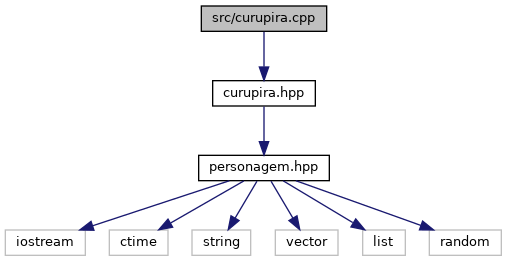 src/curupira.cpp
curupira.hpp
personagem.hpp
iostream
ctime
string
vector
list
random